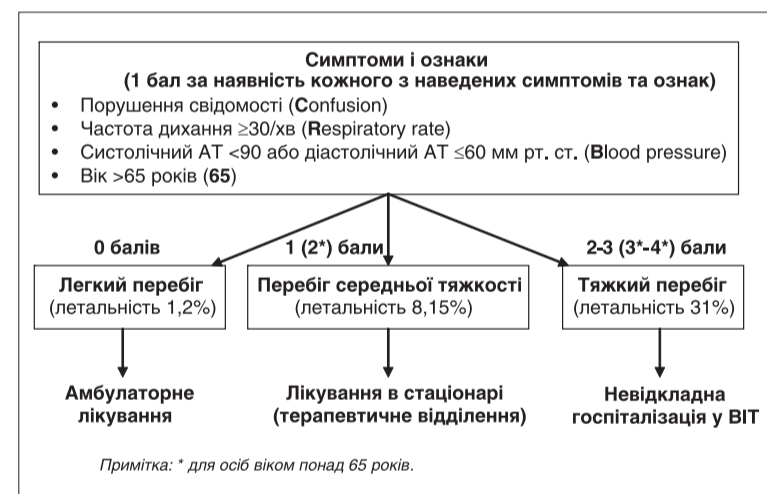 Симптоми і ознаки
(1 бал за наявність кожного з наведених симптомів та ознак)
• Порушення свідомості (Confusion)
• Частота дихання ≥30/хв (Respiratory rate)
• Систолічний АТ <90 або діастолічний АТ ≤60 мм рт. ст. (Blood pressure)
• Вік >65 років (65)
0 балів
1 (2*) бали
2-3 (3*-4*) бали
Легкий перебіг
(летальність 1,2%)
Перебіг середньої тяжкості
(летальність 8,15%)
Тяжкий перебіг
(летальність 31%)
Амбулаторне
лікування
Лікування в стаціонарі
(терапевтичне відділення)
Невідкладна
госпіталізація у ВІТ
Примітка: * для осіб віком понад 65 років.